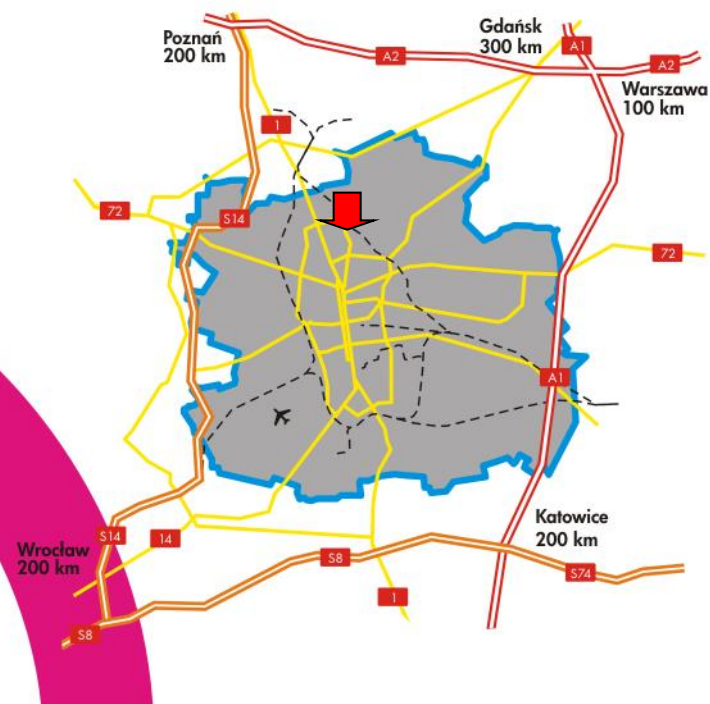 Poznań
200 km
Gdańsk
300 km
A1
A2
A2
Warszawa
100 km
1
72
S14
72
A1
Katowice
200 km
S14
14
Wrocław
200 km
S8
S74
1
S8